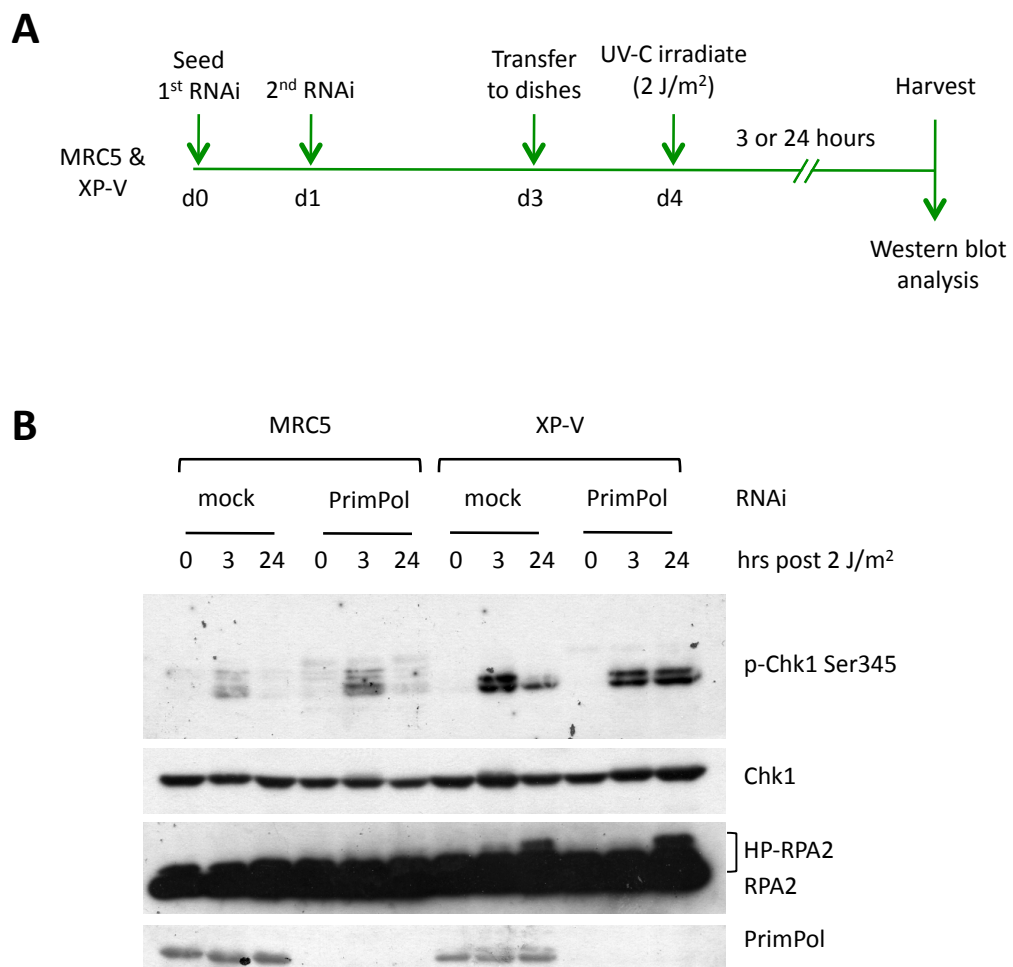 A
Seed
1st RNAi
2nd RNAi
Transfer
to dishes
UV-C irradiate
(2 J/m²)
Harvest
3 or 24 hours
MRC5 &
XP-V
d0
d1
d3
d4
Western blot
analysis
B
MRC5
XP-V
mock
PrimPol
mock
PrimPol
RNAi
0 3 24 0 3 24 0 3 24 0 3 24 hrs post 2 J/m²
p-Chk1 Ser345
Chk1
HP-RPA2
RPA2
PrimPol